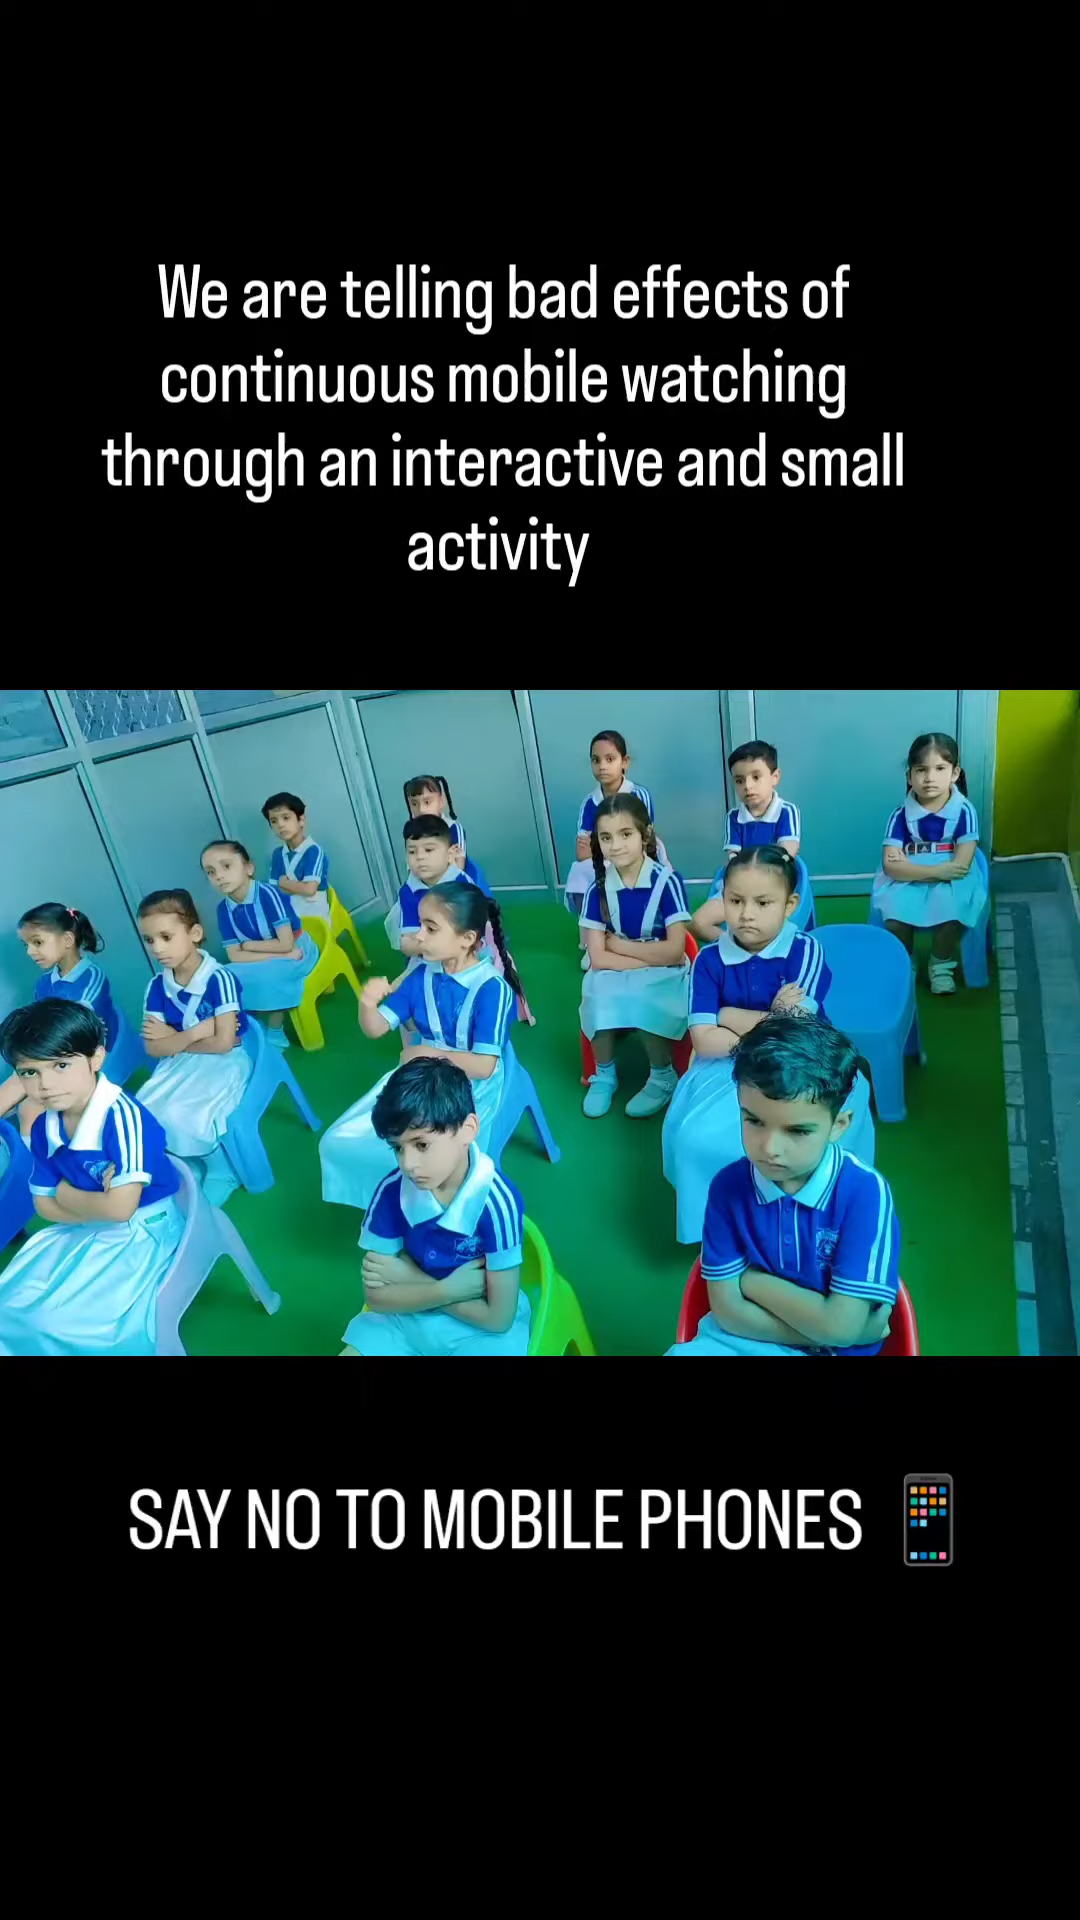 We are telling bad effects of
continuous mobile watching
through an interactive and small
activity
SAY NO TO MOBILE PHONES 📱